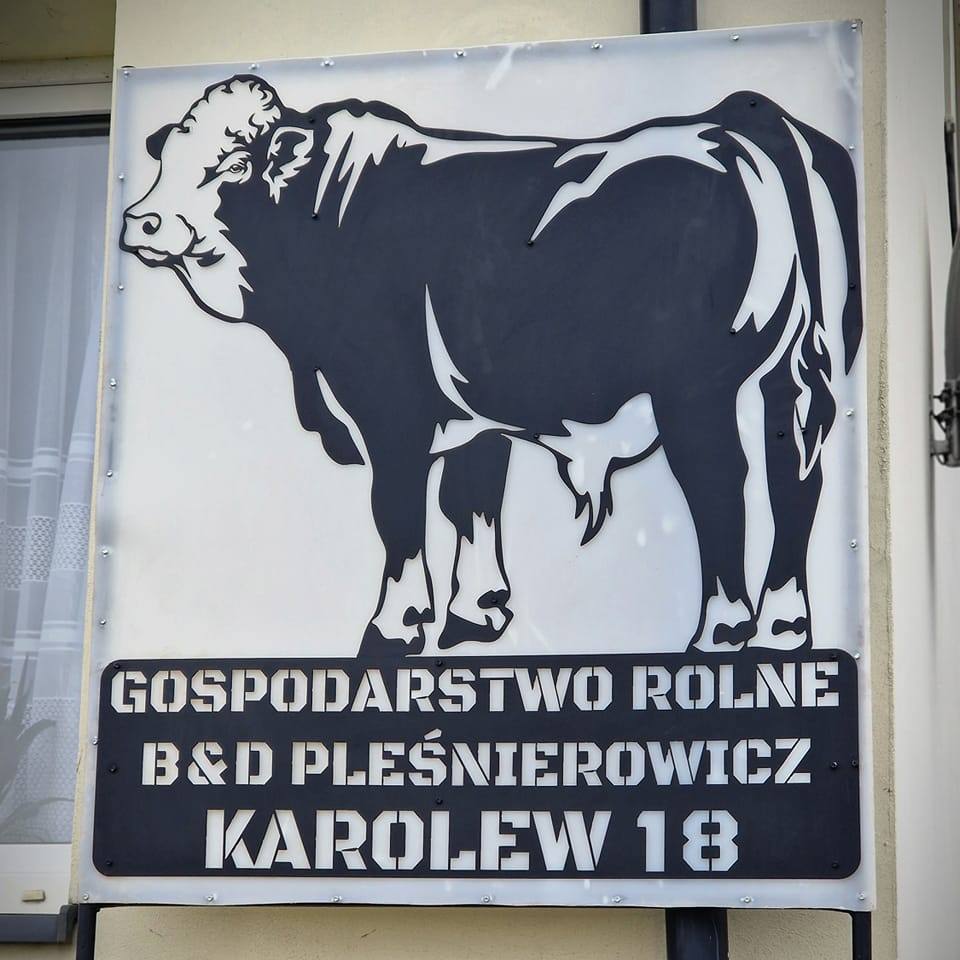 GOSPODARSTWO ROLNE
B&D PLEŚNIEROWICZ
KAROLEW 18